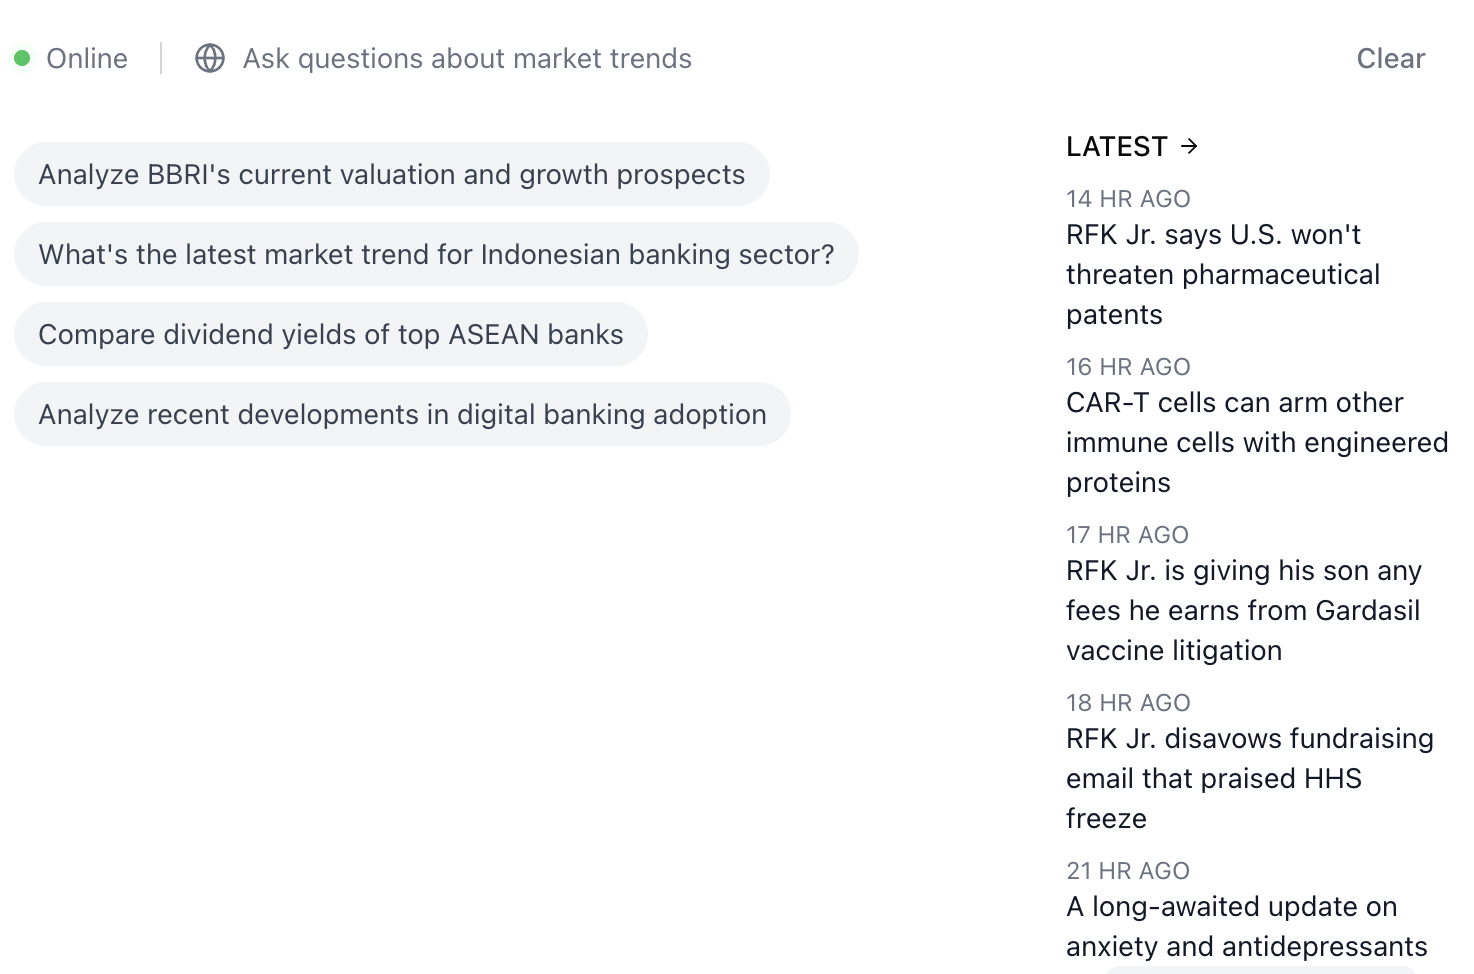 Online
Ask questions about market trends
Clear
Analyze BBRI's current valuation and growth prospects
What's the latest market trend for Indonesian banking sector?
Compare dividend yields of top ASEAN banks
Analyze recent developments in digital banking adoption
LATEST →
14 HR AGO
RFK Jr. says U.S. won't
threaten pharmaceutical
patents
16 HR AGO
CAR-T cells can arm other
immune cells with engineered
proteins
17 HR AGO
RFK Jr. is giving his son any
fees he earns from Gardasil
vaccine litigation
18 HR AGO
RFK Jr. disavows fundraising
email that praised HHS
freeze
21 HR AGO
A long-awaited update on
anxiety and antidepressants